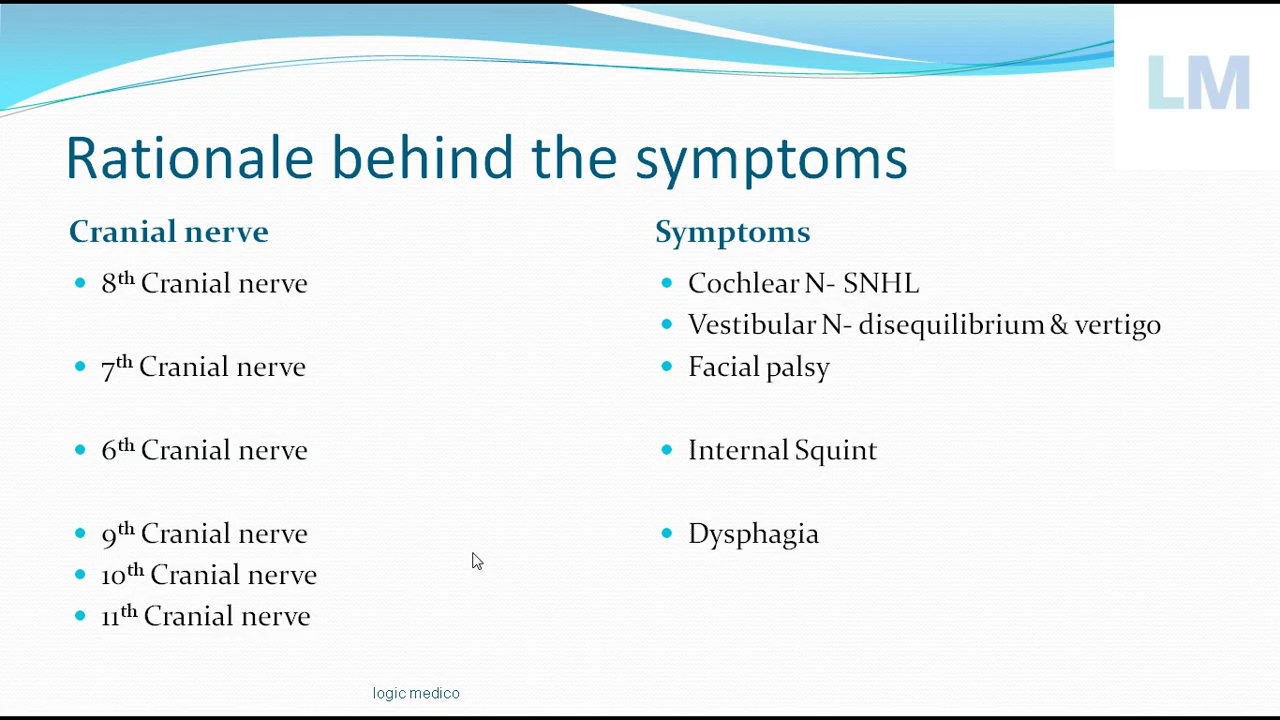 LM
Rationale behind the symptoms
Cranial nerve
8th Cranial nerve
7th Cranial nerve
6th Cranial nerve
9th Cranial nerve
10th Cranial nerve
11th Cranial nerve
Symptoms
Cochlear N- SNHL
Vestibular N- disequilibrium & vertigo
Facial palsy
Internal Squint
Dysphagia
logic medico